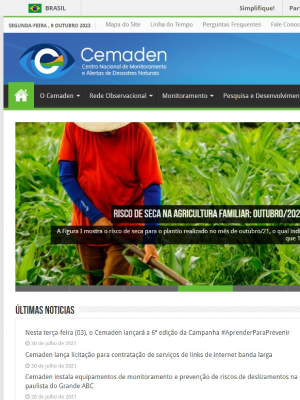 BRASIL
Simplifique!
Par
SEGUNDA-FEIRA , 9 OUTUBRO 2023
Mapa do Site
Linha do Tempo
Perguntas Frequentes
Fale Conos
Cemaden
Centro Nacional de Monitoramento
e Alertas de Desastres Naturais
O Cemaden
Rede Observacional
Monitoramento
Pesquisa e Desenvolvimen
RISCO DE SECA NA AGRICULTURA FAMILIAR: OUTUBRO/202
A Figura I mostra o risco de seca para o plantio realizado no mês de outubro/21, o qual indi
que 1
ÚLTIMAS NOTICIAS
Nesta terça-feira (03), o Cemaden lançará a 6ª edição da Campanha #AprenderParaPrevenir
30 de julho de 2021
Cemaden lança licitação para contratação de serviços de links de internet banda larga
30 de julho de 2021
Cemaden instala equipamentos de monitoramento e prevenção de riscos de deslizamentos na
paulista do Grande ABC
28 de julho de 2021